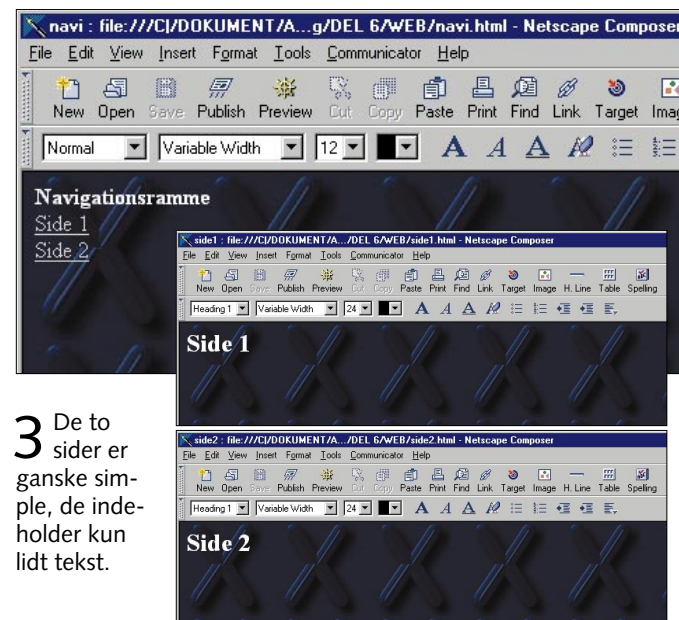 navi : file:///C|/DOKUMENT/A...g/DEL 6/WEB/navi.html - Netscape Composer
File Edit View Insert Format Tools Communicator Help
New Open Save Publish Preview Cut Copy Paste Print Find Link Target Imag
Normal Variable Width 12 A A A
Navigationsramme
Side 1
Side 2
side1 : file:///C|/DOKUMENT/A.../DEL 6/WEB/side1.html - Netscape Composer
File Edit View Insert Format Tools Communicator Help
New Open Save Publish Preview Cut Copy Paste Print Find Link Target Image H. Line Table Spelling
Heading 1 Variable Width 24 A A A
Side 1
side2 : file:///C|/DOKUMENT/A.../DEL 6/WEB/side2.html - Netscape Composer
File Edit View Insert Format Tools Communicator Help
New Open Save Publish Preview Cut Copy Paste Print Find Link Target Image H. Line Table Spelling
Heading 1 Variable Width 24 A A A
Side 2
3 De to
sider er
ganske sim-
ple, de inde-
holder kun
lidt tekst.